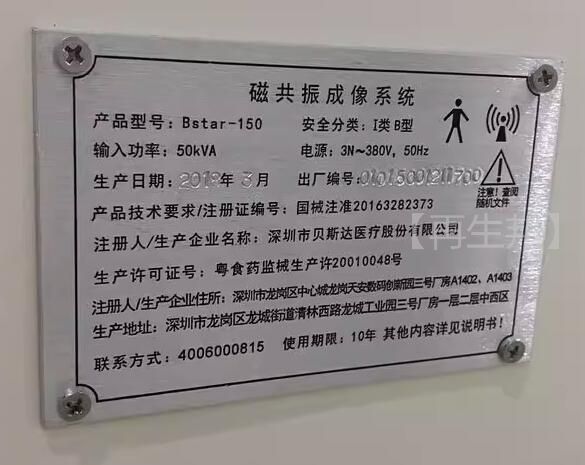 磁共振成像系统
产品型号：Bstar-150 安全分类：I类 B型
输入功率：50kVA 电源：3N～380V，50Hz
生产日期：2018年 3月 出厂编号：
注意！查阅
随机文件
产品技术要求/注册证编号：国械注准20163282373
注册人/生产企业名称：深圳市贝斯达医疗股份有限公司
生产许可证号：粤食药监械生产许20010048号
注册人/生产企业住所：深圳市龙岗区中心城龙岗天安数码创新园三号厂房A1402、A1403
生产地址：深圳市龙岗区龙城街道清林西路龙城工业园三号厂房一层二层中西区
联系方式：4006000815 使用期限：10年 其他内容详见说明书！
【再生邦】